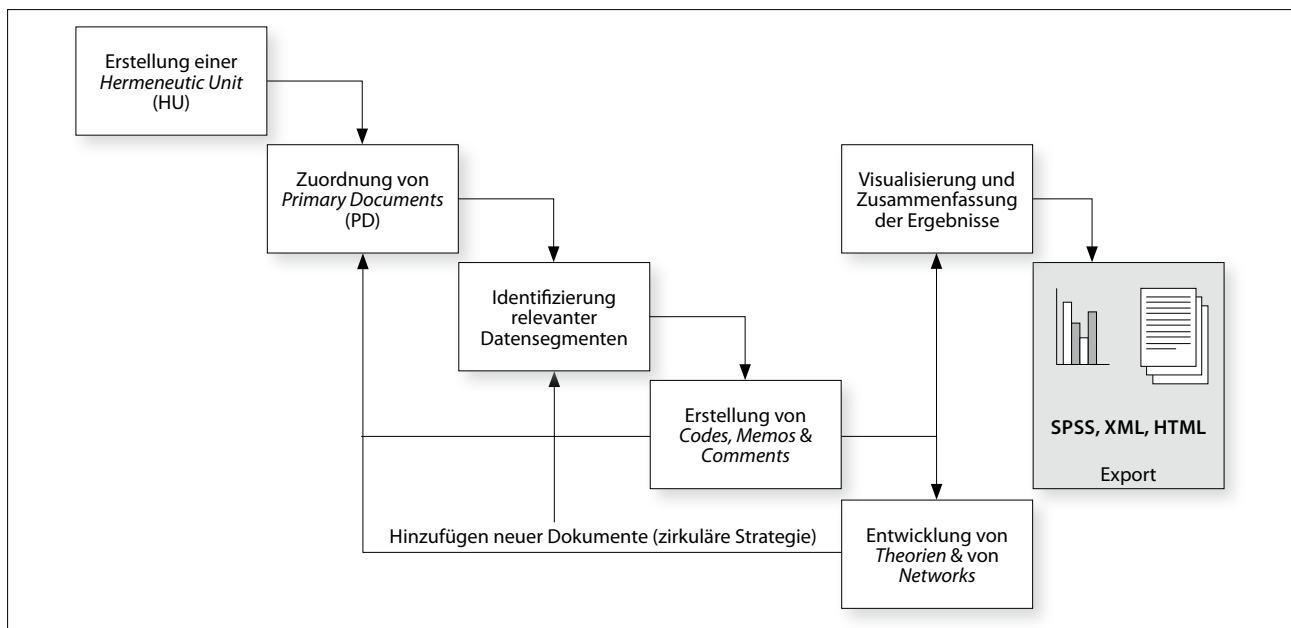 Erstellung einer
Hermeneutic Unit
(HU)
Zuordnung von
Primary Documents
(PD)
Identifizierung
relevanter
Datensegmenten
Erstellung von
Codes, Memos &
Comments
Hinzufügen neuer Dokumente (zirkuläre Strategie)
Entwicklung von
Theorien & von
Networks
Visualisierung und
Zusammenfassung
der Ergebnisse
SPSS, XML, HTML
Export